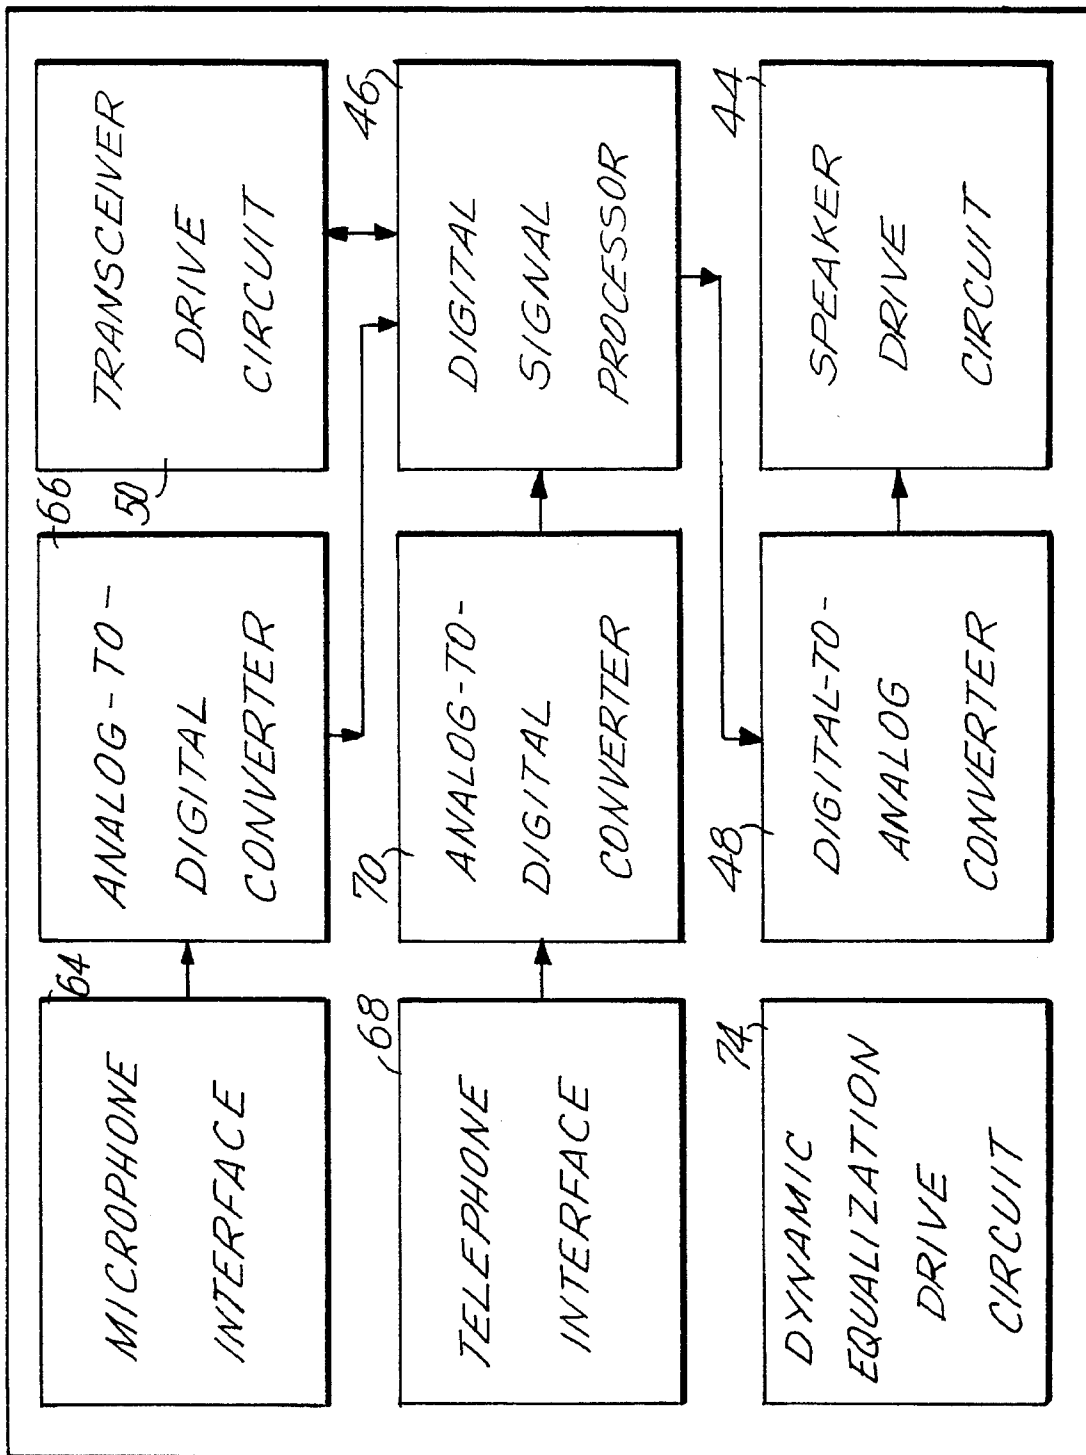 MICROPHONE
INTERFACE
64
ANALOG-TO-
DIGITAL
CONVERTER
66
TRANSCEIVER
DRIVE
CIRCUIT
50
68
TELEPHONE
INTERFACE
70
ANALOG-TO-
DIGITAL
CONVERTER
46
DIGITAL
SIGNAL
PROCESSOR
74
DYNAMIC
EQUALIZATION
DRIVE
CIRCUIT
48
DIGITAL-TO-
ANALOG
CONVERTER
44
SPEAKER
DRIVE
CIRCUIT